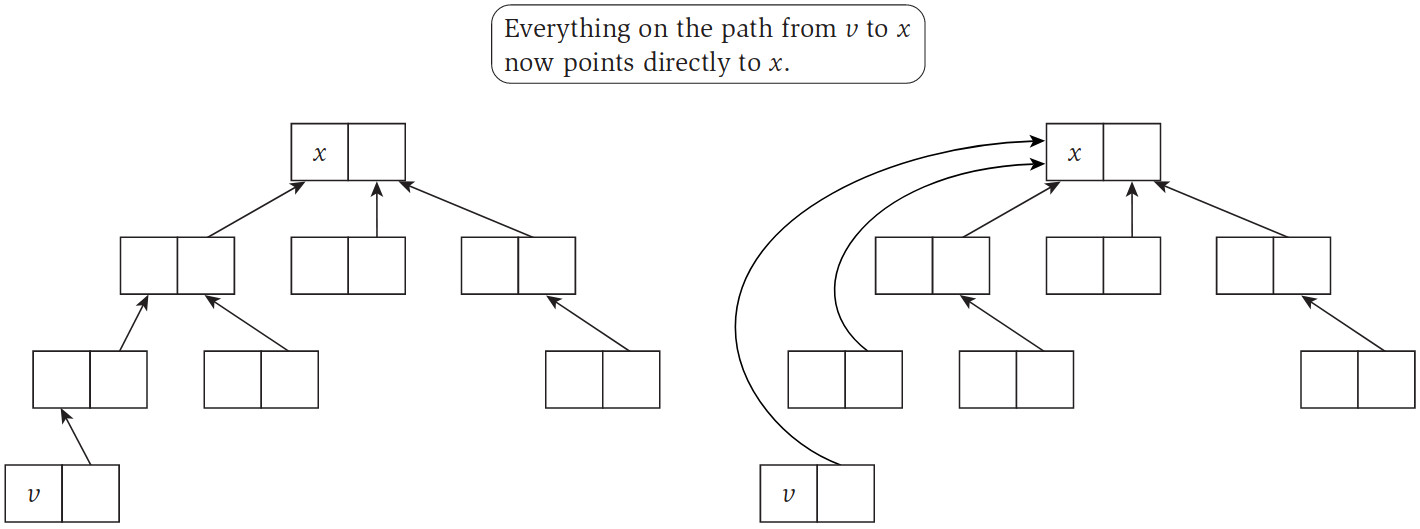 Everything on the path from v to x
now points directly to x.
x
x
v
v